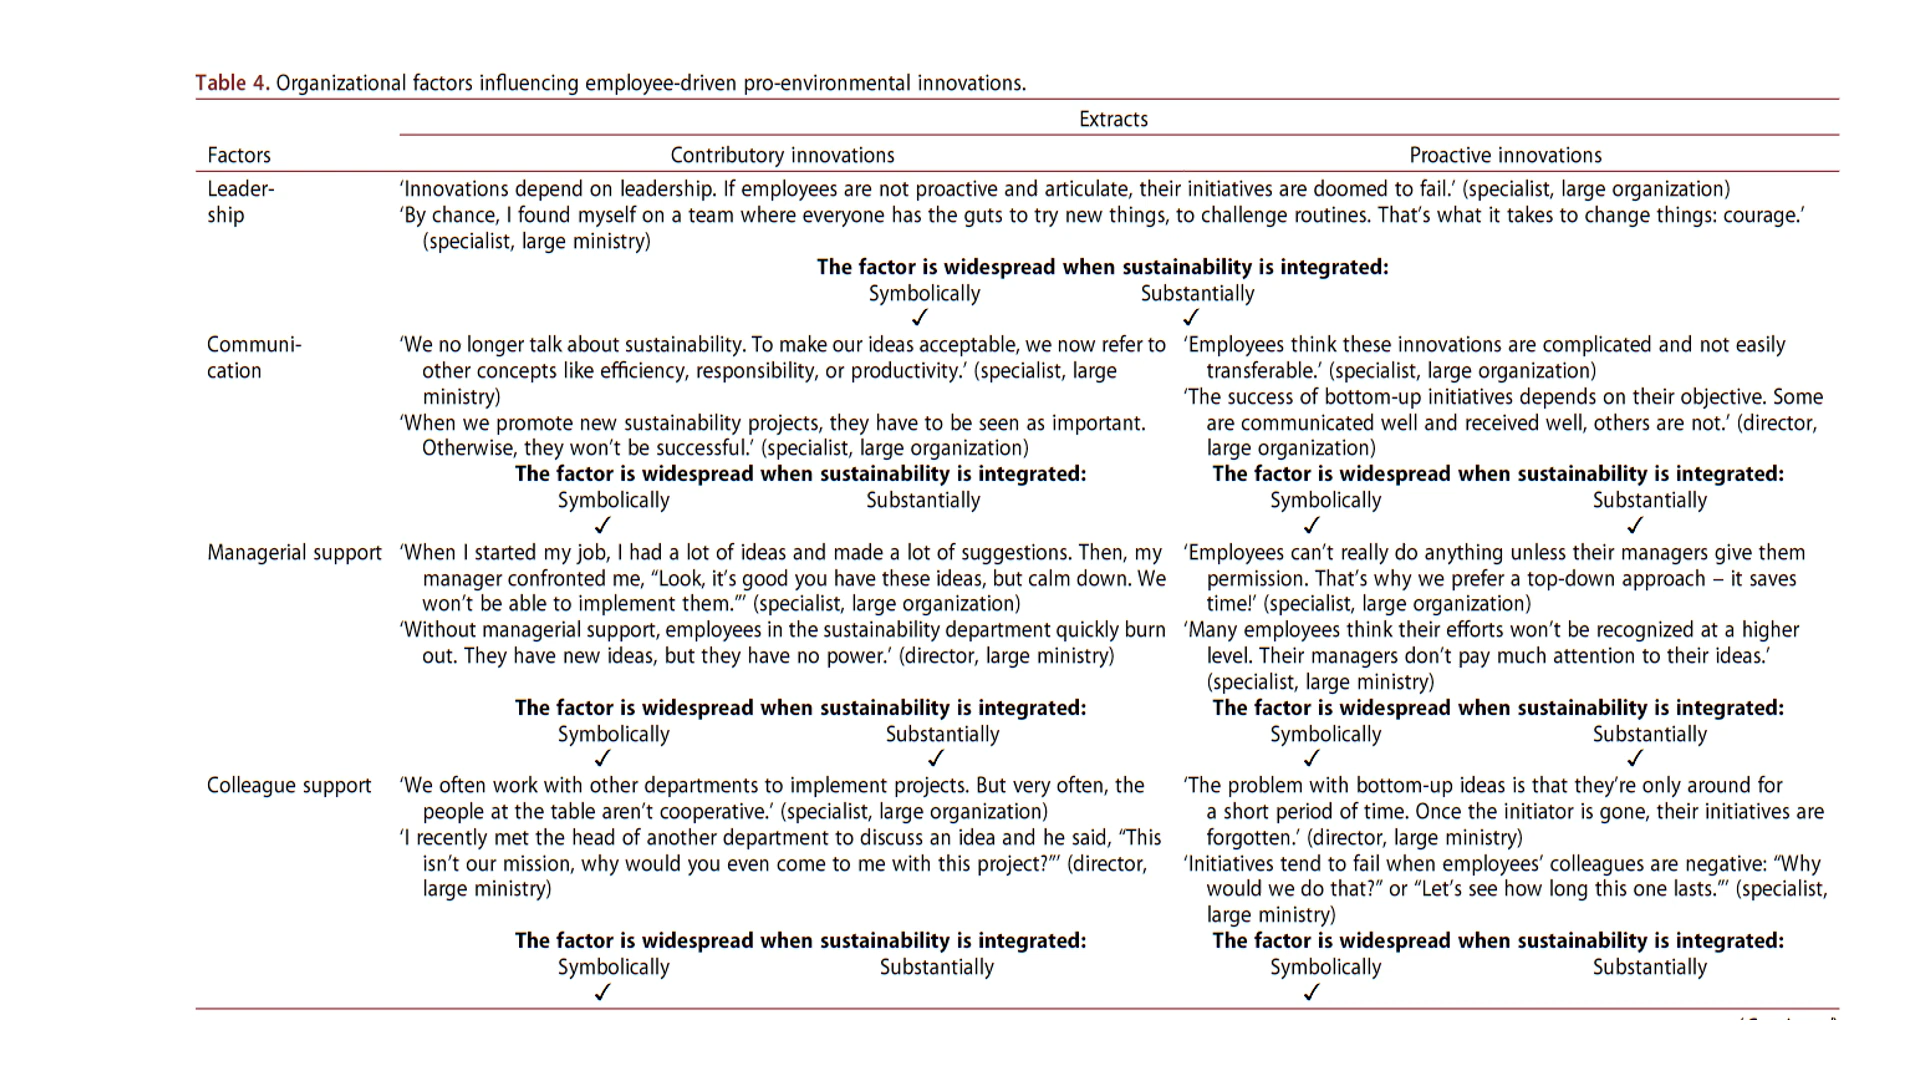 Table 4. Organizational factors influencing employee-driven pro-environmental innovations.
Extracts
Factors Contributory innovations Proactive innovations
Leader-
ship
‘Innovations depend on leadership. If employees are not proactive and articulate, their initiatives are doomed to fail.’ (specialist, large organization)
‘By chance, I found myself on a team where everyone has the guts to try new things, to challenge routines. That’s what it takes to change things: courage.’
(specialist, large ministry)
The factor is widespread when sustainability is integrated:
Symbolically Substantially
✓ ✓
Communi-
cation
‘We no longer talk about sustainability. To make our ideas acceptable, we now refer to
other concepts like efficiency, responsibility, or productivity.’ (specialist, large
ministry)
‘When we promote new sustainability projects, they have to be seen as important.
Otherwise, they won’t be successful.’ (specialist, large organization)
The factor is widespread when sustainability is integrated:
Symbolically Substantially
✓
‘Employees think these innovations are complicated and not easily
transferable.’ (specialist, large organization)
‘The success of bottom-up initiatives depends on their objective. Some
are communicated well and received well, others are not.’ (director,
large organization)
The factor is widespread when sustainability is integrated:
Symbolically Substantially
✓ ✓
Managerial support
‘When I started my job, I had a lot of ideas and made a lot of suggestions. Then, my
manager confronted me, “Look, it’s good you have these ideas, but calm down. We
won’t be able to implement them.”’ (specialist, large organization)
‘Without managerial support, employees in the sustainability department quickly burn
out. They have new ideas, but they have no power.’ (director, large ministry)
The factor is widespread when sustainability is integrated:
Symbolically Substantially
✓ ✓
‘Employees can’t really do anything unless their managers give them
permission. That’s why we prefer a top-down approach – it saves
time!’ (specialist, large organization)
‘Many employees think their efforts won’t be recognized at a higher
level. Their managers don’t pay much attention to their ideas.’
(specialist, large ministry)
The factor is widespread when sustainability is integrated:
Symbolically Substantially
✓ ✓
Colleague support
‘We often work with other departments to implement projects. But very often, the
people at the table aren’t cooperative.’ (specialist, large organization)
‘I recently met the head of another department to discuss an idea and he said, “This
isn’t our mission, why would you even come to me with this project?”’ (director,
large ministry)
The factor is widespread when sustainability is integrated:
Symbolically Substantially
✓
‘The problem with bottom-up ideas is that they’re only around for
a short period of time. Once the initiator is gone, their initiatives are
forgotten.’ (director, large ministry)
‘Initiatives tend to fail when employees’ colleagues are negative: “Why
would we do that?” or “Let’s see how long this one lasts.”’ (specialist,
large ministry)
The factor is widespread when sustainability is integrated:
Symbolically Substantially
✓